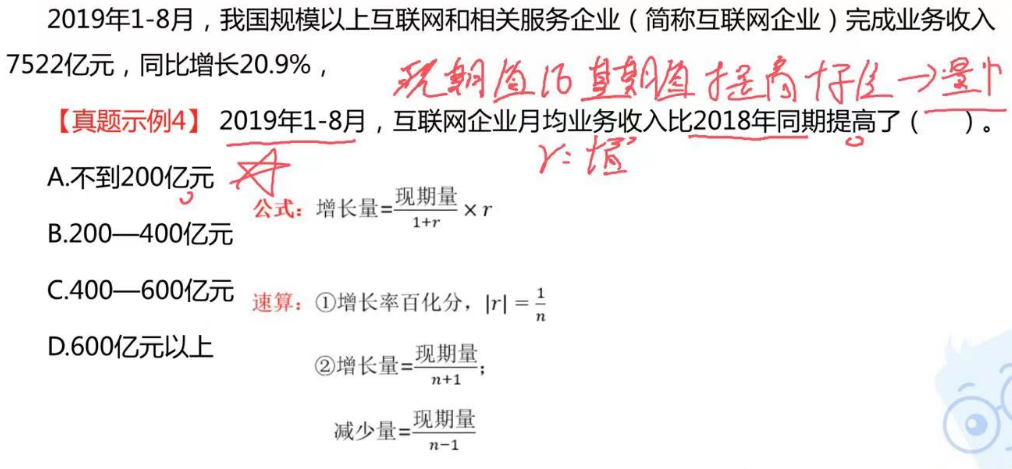 2019年1-8月，我国规模以上互联网和相关服务企业（简称互联网企业）完成业务收入
7522亿元，同比增长20.9%，
现期值比基期值提高多少→量
【真题示例4】 2019年1-8月，互联网企业月均业务收入比2018年同期提高了（ ）。
r=增
A.不到200亿元
公式：增长量=现期量/(1+r)×r
B.200—400亿元
C.400—600亿元
速算：①增长率百化分，|r|=1/n
D.600亿元以上
②增长量=现期量/(n+1)；
减少量=现期量/(n−1)